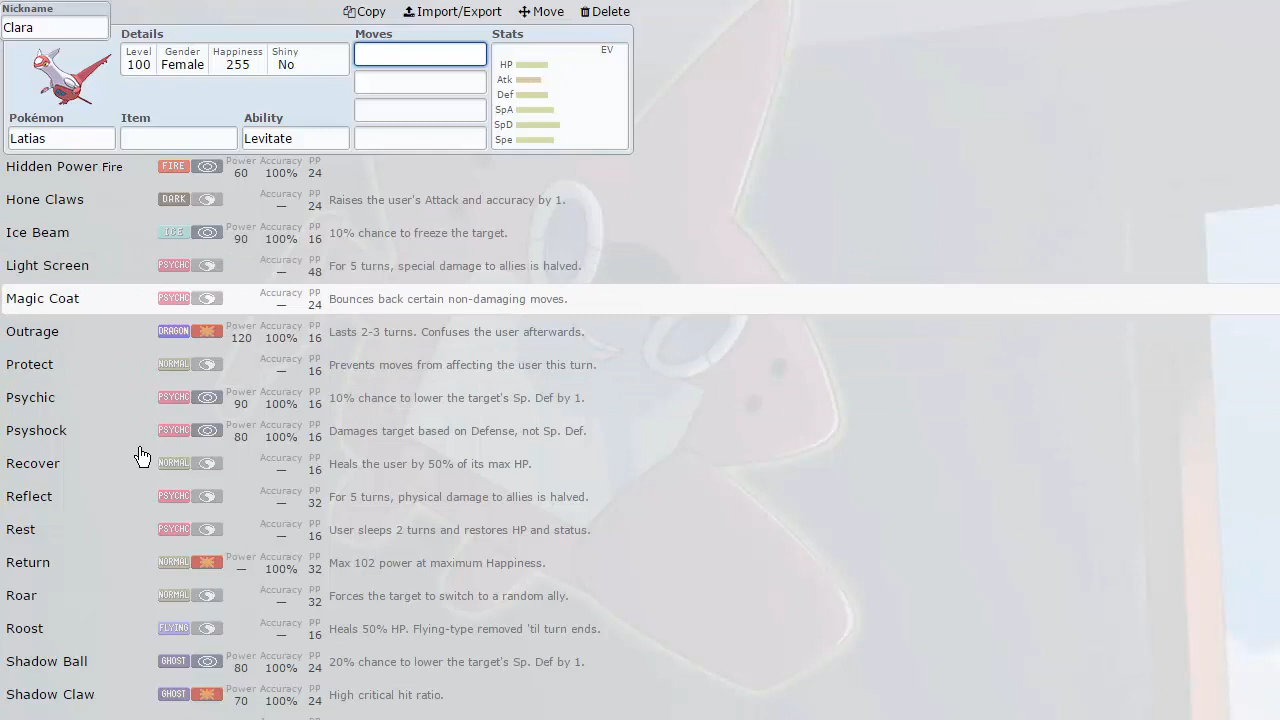 Nickname
Copy Import/Export Move Delete
Clara
Details Moves Stats
Level Gender Happiness Shiny EV
100 Female 255 No
HP
Atk
Def
SpA
SpD
Spe
Pokémon Item Ability
Latias Levitate
Hidden Power Fire FIRE Power 60 Accuracy 100% PP 24
Hone Claws DARK Accuracy — PP 24 Raises the user's Attack and accuracy by 1.
Ice Beam ICE Power 90 Accuracy 100% PP 16 10% chance to freeze the target.
Light Screen PSYCHC Accuracy — PP 48 For 5 turns, special damage to allies is halved.
Magic Coat PSYCHC Accuracy — PP 24 Bounces back certain non-damaging moves.
Outrage DRAGON Power 120 Accuracy 100% PP 16 Lasts 2-3 turns. Confuses the user afterwards.
Protect NORMAL Accuracy — PP 16 Prevents moves from affecting the user this turn.
Psychic PSYCHC Power 90 Accuracy 100% PP 16 10% chance to lower the target's Sp. Def by 1.
Psyshock PSYCHC Power 80 Accuracy 100% PP 16 Damages target based on Defense, not Sp. Def.
Recover NORMAL Accuracy — PP 16 Heals the user by 50% of its max HP.
Reflect PSYCHC Accuracy — PP 32 For 5 turns, physical damage to allies is halved.
Rest PSYCHC Accuracy — PP 16 User sleeps 2 turns and restores HP and status.
Return NORMAL Power — Accuracy 100% PP 32 Max 102 power at maximum Happiness.
Roar NORMAL Accuracy — PP 32 Forces the target to switch to a random ally.
Roost FLYING Accuracy — PP 16 Heals 50% HP. Flying-type removed 'til turn ends.
Shadow Ball GHOST Power 80 Accuracy 100% PP 24 20% chance to lower the target's Sp. Def by 1.
Shadow Claw GHOST Power 70 Accuracy 100% PP 24 High critical hit ratio.